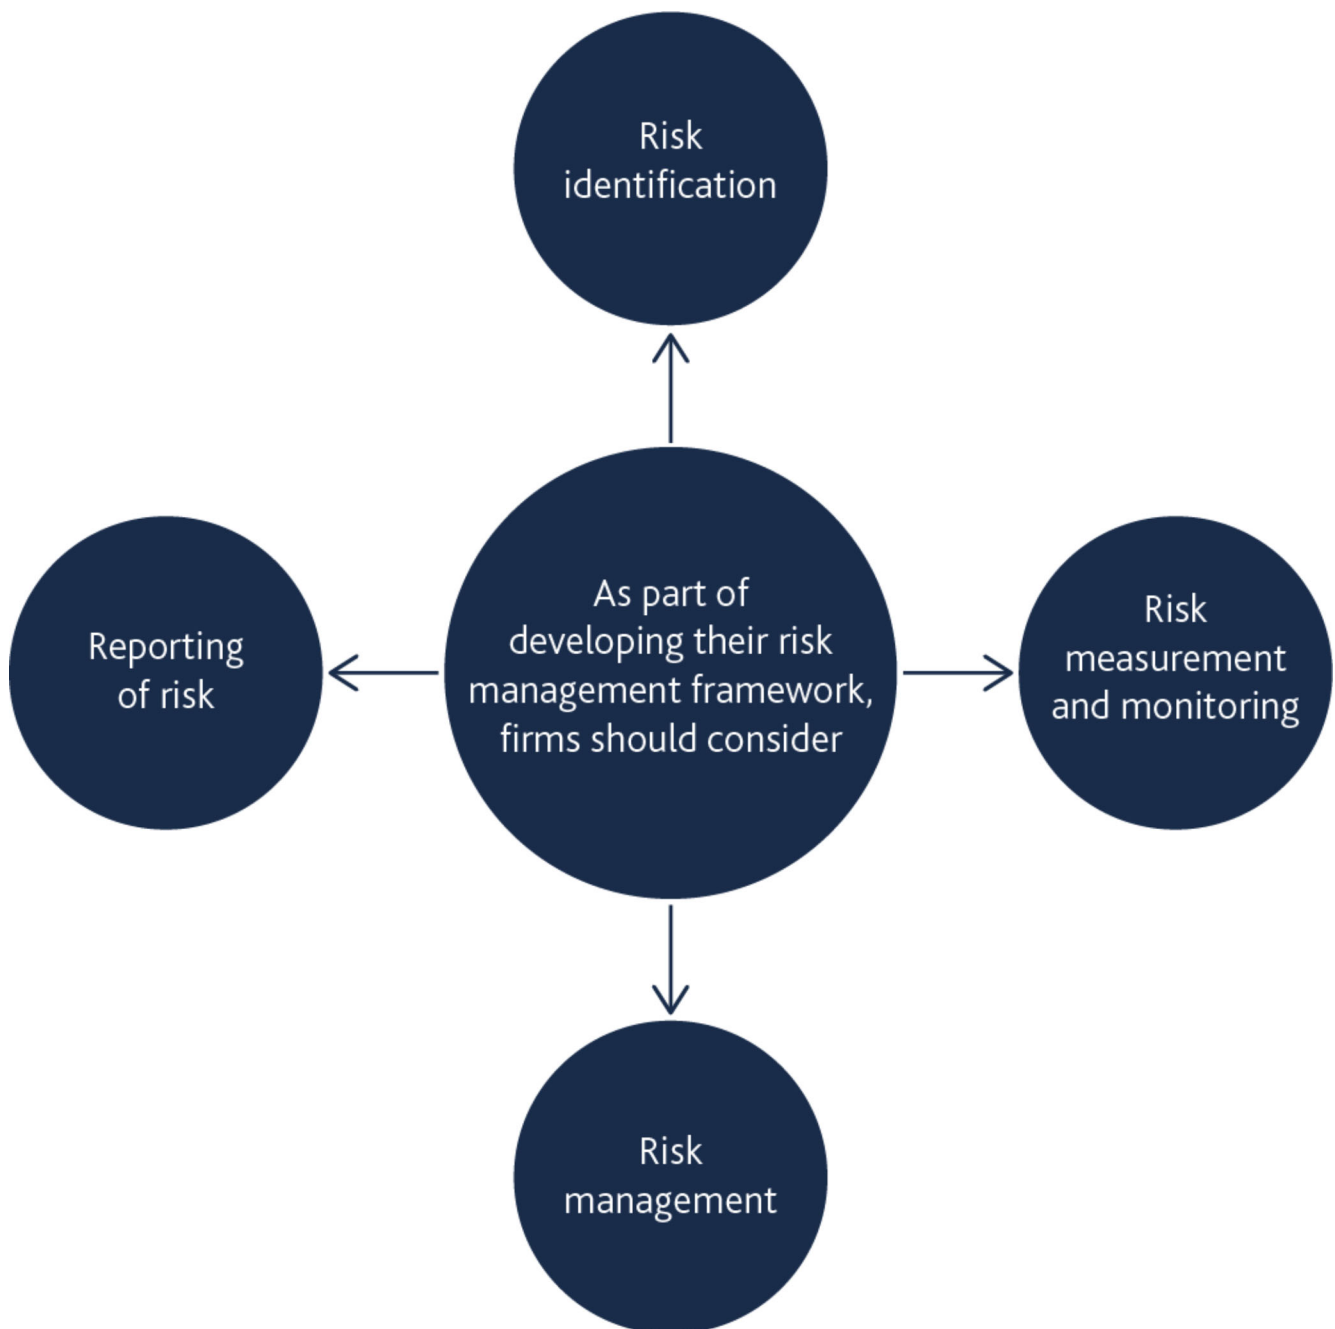 Risk
identification
As part of
developing their risk
management framework,
firms should consider
Risk
measurement
and monitoring
Risk
management
Reporting
of risk